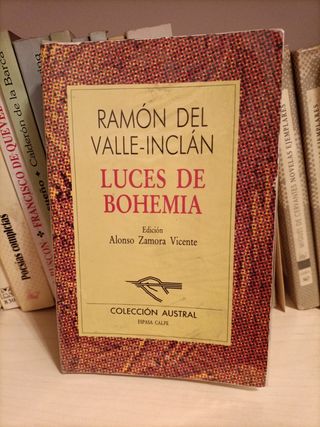 RAMÓN DEL
VALLE-INCLÁN
LUCES DE
BOHEMIA
Edición
Alonso Zamora Vicente
COLECCIÓN AUSTRAL
ESPASA CALPE
Poesías completas
FRANCISCO DE QUEVE
Calderón de la Barca
NOVELAS EJEMPLARES